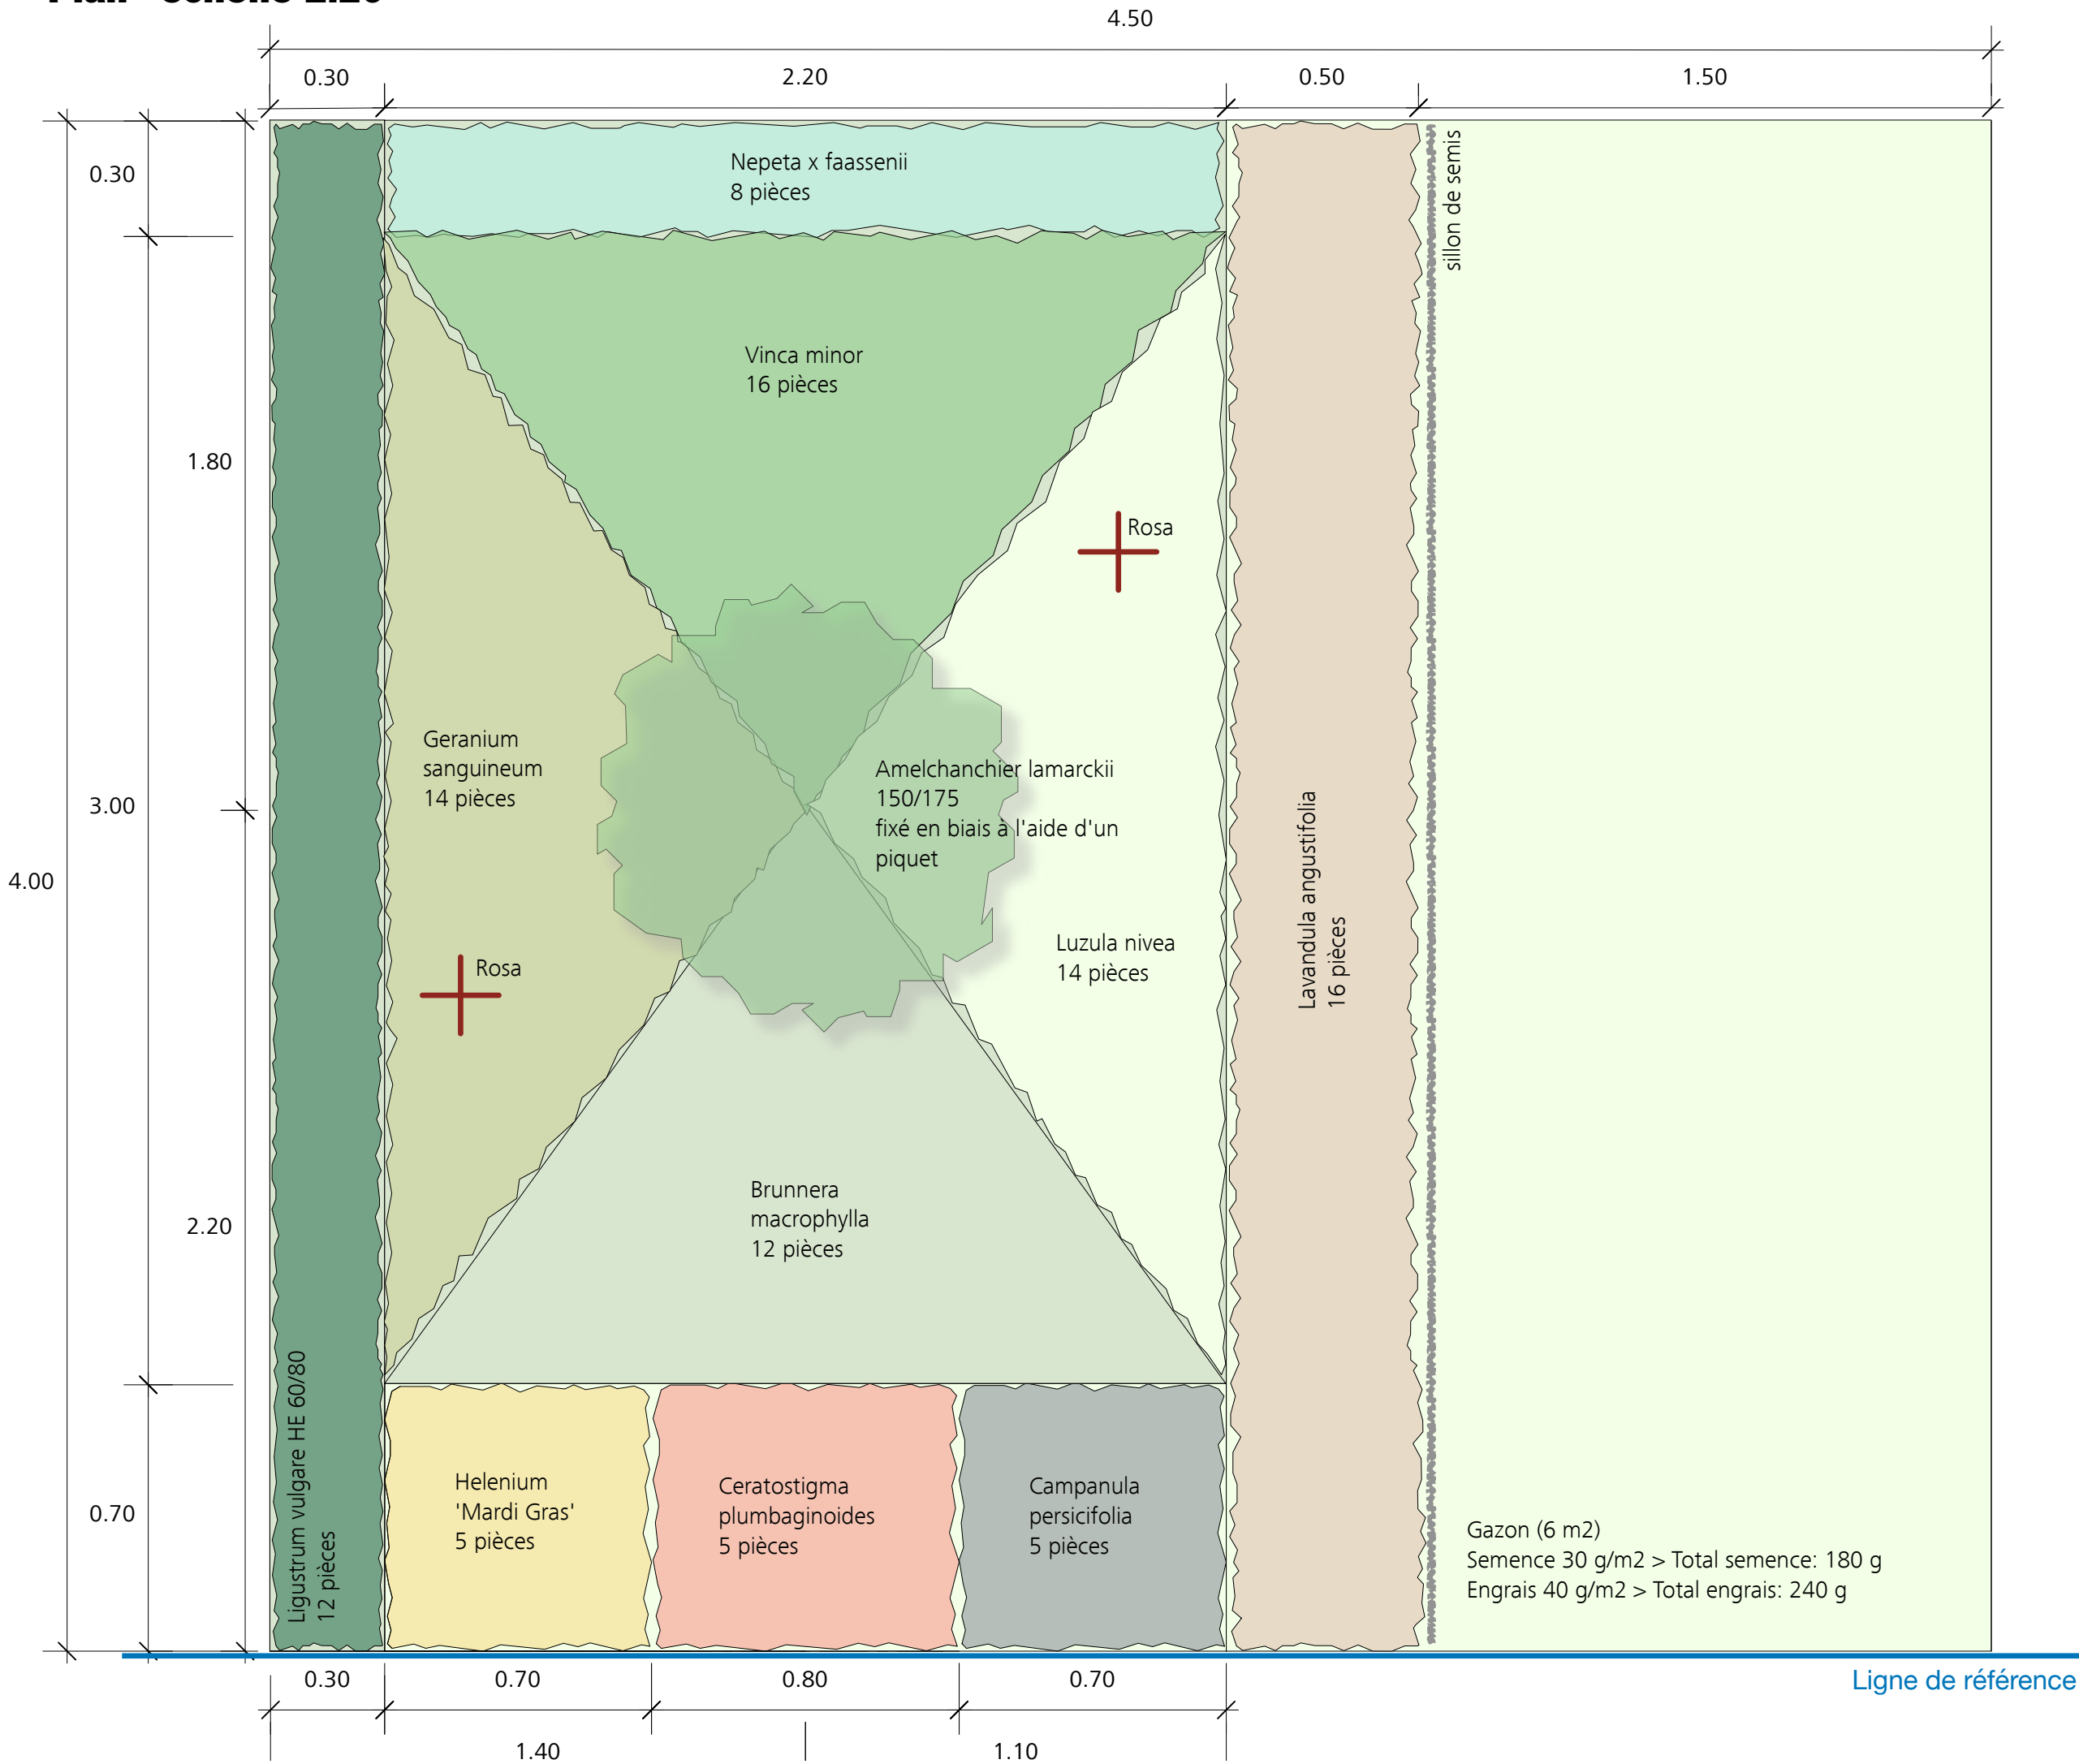 4.50
0.30
2.20
0.50
1.50
0.30
Nepeta x faassenii
8 pièces
sillon de semis
Vinca minor
16 pièces
1.80
Rosa
Geranium
sanguineum
14 pièces
Amelchanchier lamarckii
150/175
fixé en biais à l'aide d'un
piquet
3.00
4.00
Lavandula angustifolia
16 pièces
Luzula nivea
14 pièces
Rosa
Brunnera
macrophylla
12 pièces
2.20
Ligustrum vulgare HE 60/80
12 pièces
0.70
Helenium
'Mardi Gras'
5 pièces
Ceratostigma
plumbaginoides
5 pièces
Campanula
persicifolia
5 pièces
Gazon (6 m2)
Semence 30 g/m2 > Total semence: 180 g
Engrais 40 g/m2 > Total engrais: 240 g
Ligne de référence
0.30
0.70
0.80
0.70
1.40
1.10